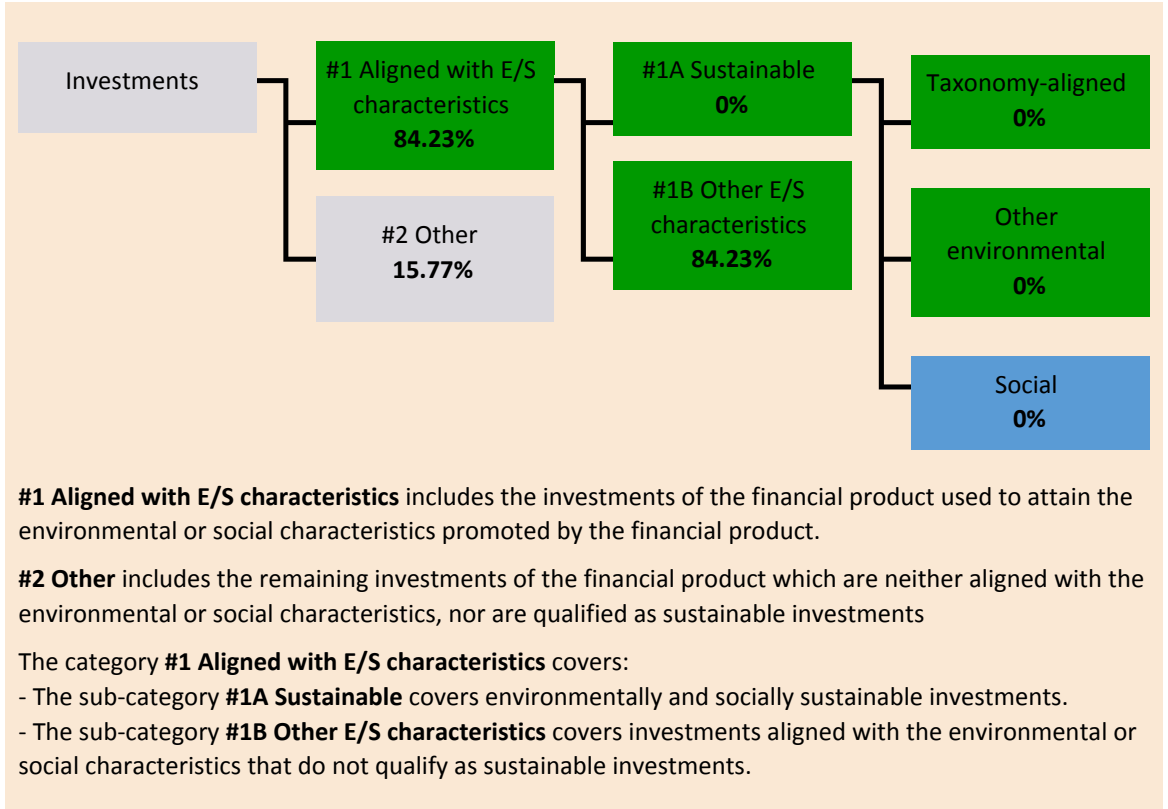 Investments
#1 Aligned with E/S
characteristics
84.23%
#2 Other
15.77%
#1A Sustainable
0%
#1B Other E/S
characteristics
84.23%
Taxonomy-aligned
0%
Other
environmental
0%
Social
0%
#1 Aligned with E/S characteristics includes the investments of the financial product used to attain the
environmental or social characteristics promoted by the financial product.
#2 Other includes the remaining investments of the financial product which are neither aligned with the
environmental or social characteristics, nor are qualified as sustainable investments
The category #1 Aligned with E/S characteristics covers:
- The sub-category #1A Sustainable covers environmentally and socially sustainable investments.
- The sub-category #1B Other E/S characteristics covers investments aligned with the environmental or
social characteristics that do not qualify as sustainable investments.